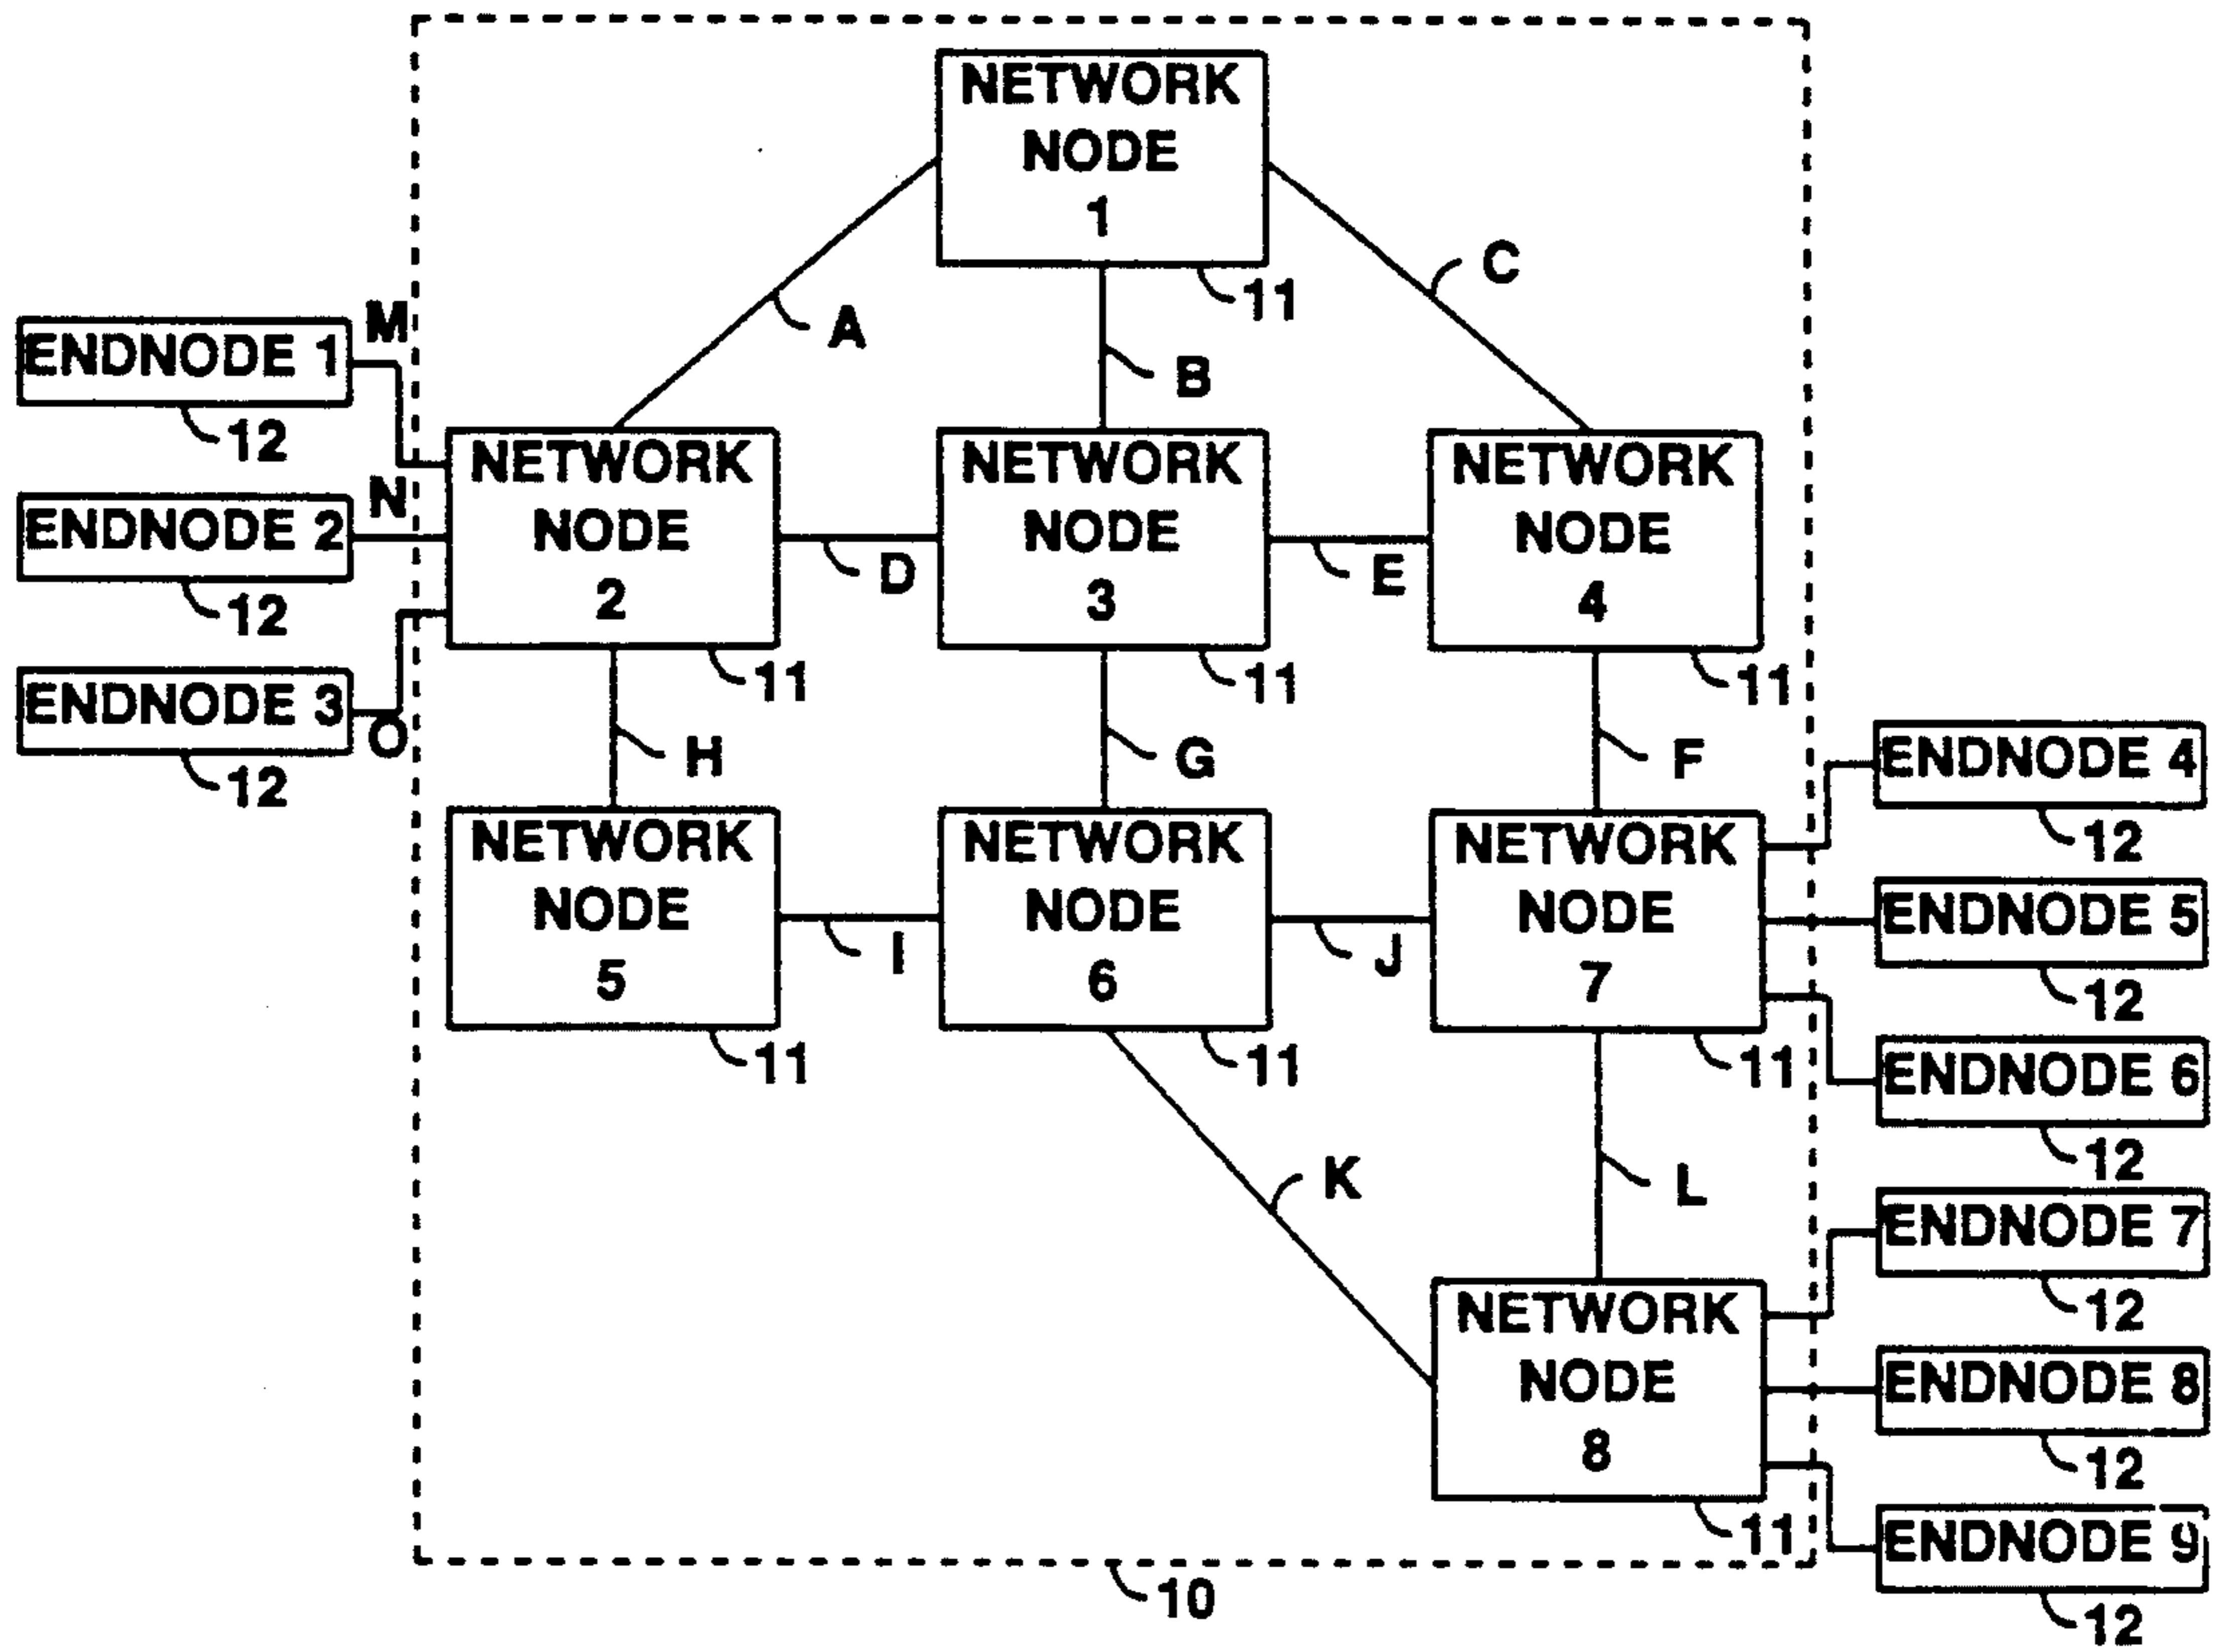 NETWORK
NODE
1
11
A
B
C
M
ENDNODE 1
12
N
ENDNODE 2
12
O
ENDNODE 3
12
NETWORK
NODE
2
11
D
NETWORK
NODE
3
11
E
NETWORK
NODE
4
11
H
G
F
NETWORK
NODE
5
11
I
NETWORK
NODE
6
11
J
NETWORK
NODE
7
11
ENDNODE 4
12
ENDNODE 5
12
ENDNODE 6
12
K
L
NETWORK
NODE
8
11
ENDNODE 7
12
ENDNODE 8
12
ENDNODE 9
12
10